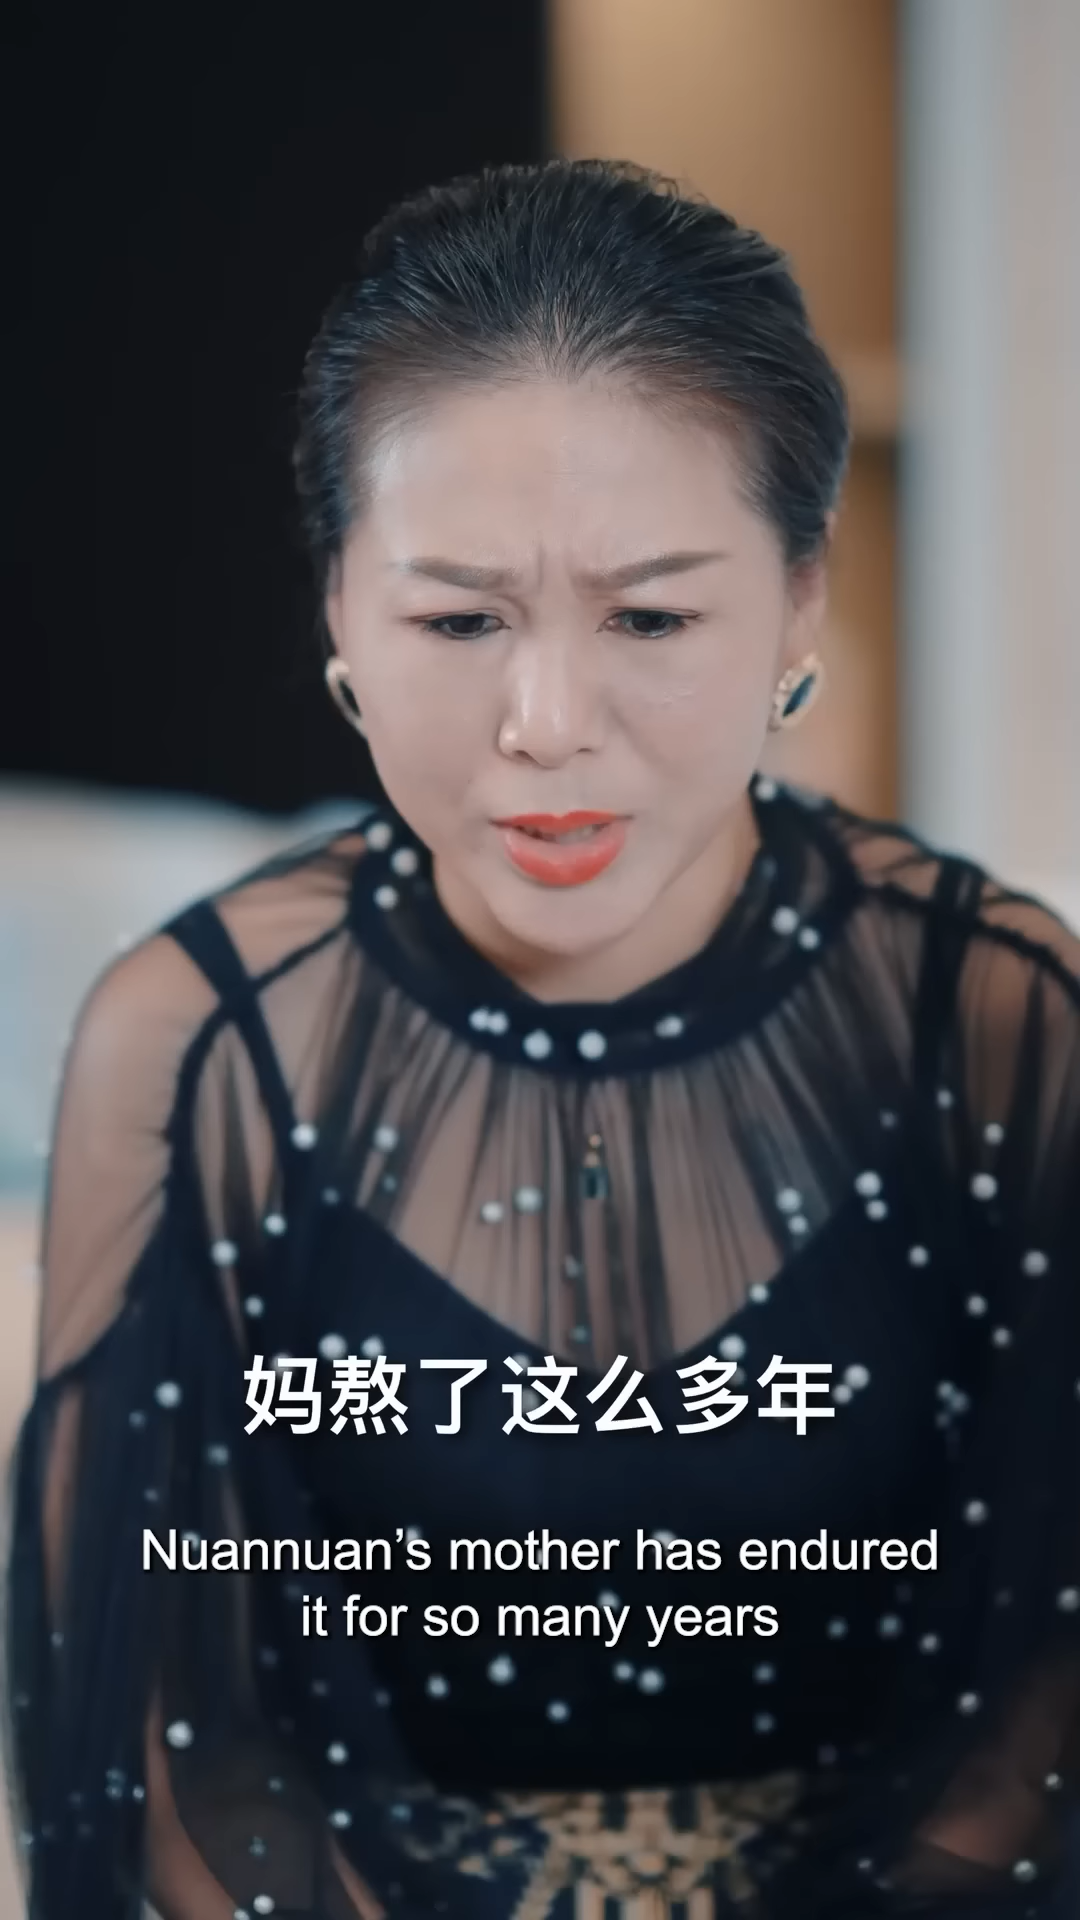 妈熬了这么多年
Nuannuan’s mother has endured
it for so many years